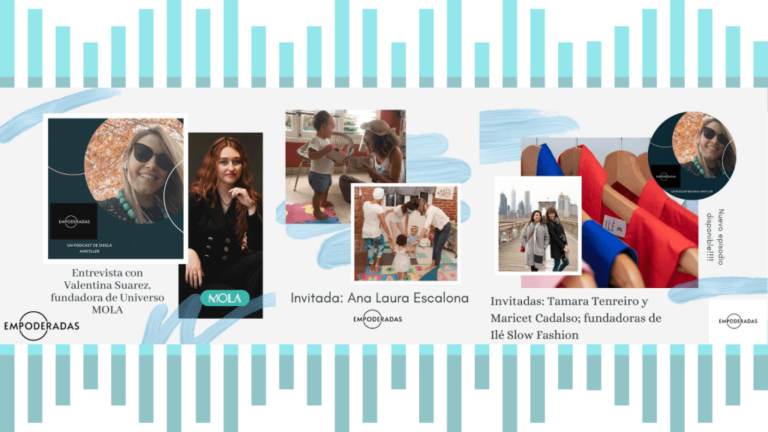 EMPODERADAS
UN PODCAST DE
Entrevista con
Valentina Suarez,
fundadora de Universo
MOLA
MOLA
EMPODERADAS
Invitada: Ana Laura Escalona
EMPODERADAS
EMPODERADAS
Nuevo episodio
disponible!!!!
Invitadas: Tamara Tenreiro y
Maricet Cadalso; fundadoras de
Ilé Slow Fashion
EMPODERADAS